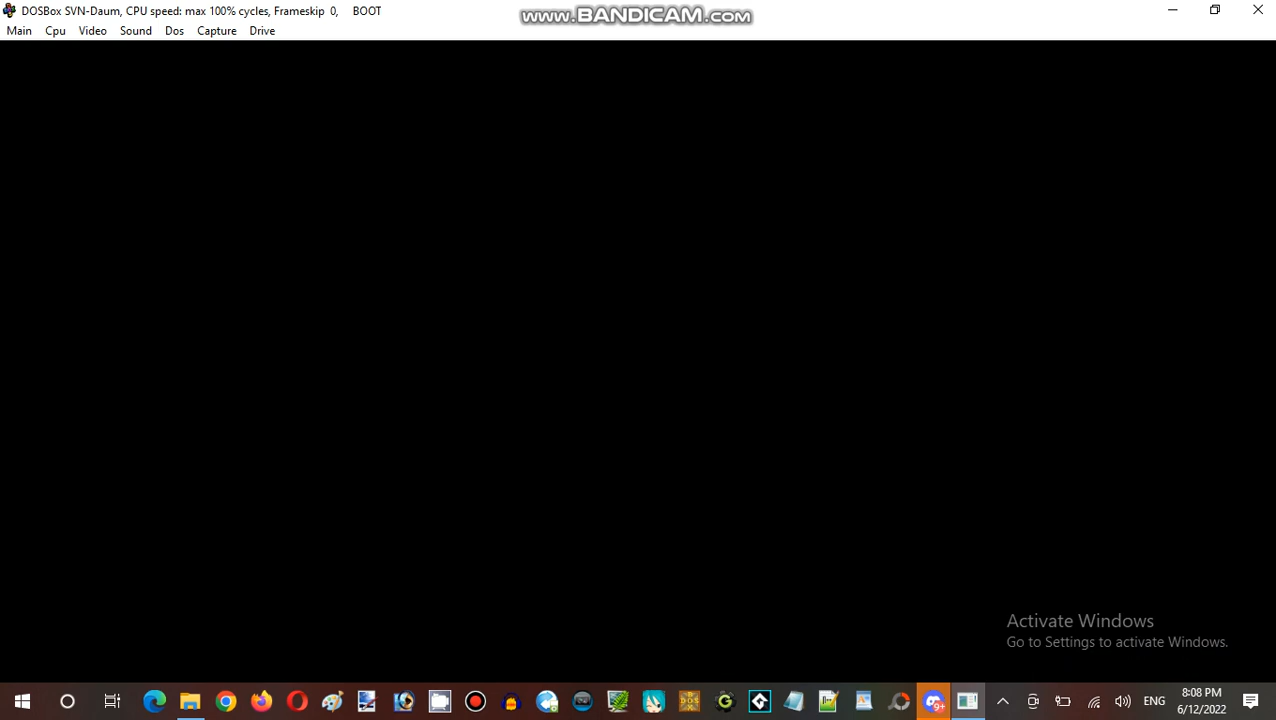 DOSBox SVN-Daum, CPU speed: max 100% cycles, Frameskip 0, BOOT
www.BANDICAM.com
Main Cpu Video Sound Dos Capture Drive
Activate Windows
Go to Settings to activate Windows.
9+
ENG
8:08 PM
6/12/2022